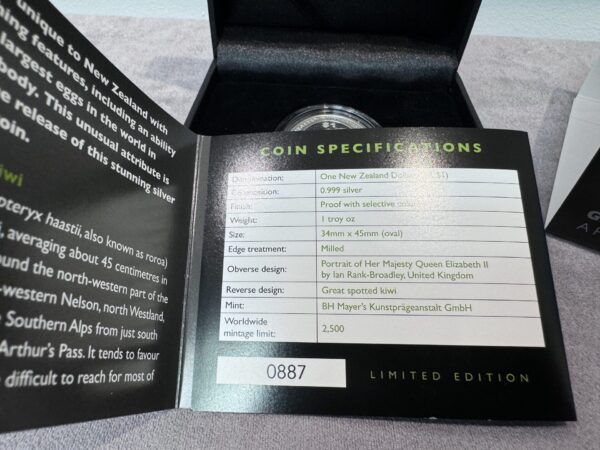 unique to New Zealand with
features, including an ability
largest eggs in the world in
body. This unusual attribute is
release of this stunning silver
coin.
kiwi
haastii, also known as roroa)
averaging about 45 centimetres in
the north-western part of the
-western Nelson, north Westland,
Southern Alps from just south
Arthur's Pass. It tends to favour
difficult to reach for most of
COIN SPECIFICATIONS
Denomination: One New Zealand Dollar
Composition: 0.999 silver
Finish: Proof with selective
Weight: 1 troy oz
Size: 34mm x 45mm (oval)
Edge treatment: Milled
Obverse design: Portrait of Her Majesty Queen Elizabeth II
by Ian Rank-Broadley, United Kingdom
Reverse design: Great spotted kiwi
Mint: BH Mayer's Kunstprägeanstalt GmbH
Worldwide
mintage limit: 2,500
0887 LIMITED EDITION